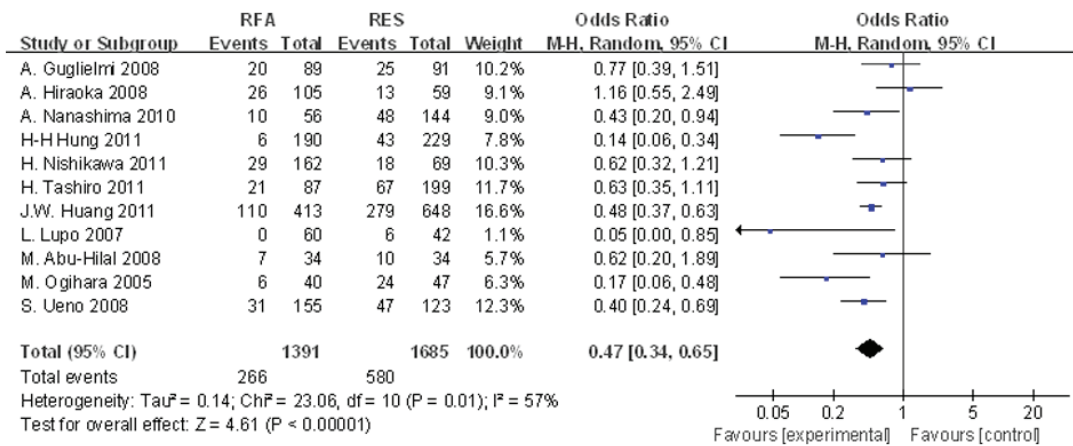 RFA RES Odds Ratio Odds Ratio
Study or Subgroup Events Total Events Total Weight M-H, Random, 95% CI M-H, Random, 95% CI
A. Guglielmi 2008 20 89 25 91 10.2% 0.77 [0.39, 1.51]
A. Hiraoka 2008 26 105 13 59 9.1% 1.16 [0.55, 2.49]
A. Nanashima 2010 10 56 48 144 9.0% 0.43 [0.20, 0.94]
H-H Hung 2011 6 190 43 229 7.8% 0.14 [0.06, 0.34]
H. Nishikawa 2011 29 162 18 69 10.3% 0.62 [0.32, 1.21]
H. Tashiro 2011 21 87 67 199 11.7% 0.63 [0.35, 1.11]
J.W. Huang 2011 110 413 279 648 16.6% 0.48 [0.37, 0.63]
L. Lupo 2007 0 60 6 42 1.1% 0.05 [0.00, 0.85]
M. Abu-Hilal 2008 7 34 10 34 5.7% 0.62 [0.20, 1.89]
M. Ogihara 2005 6 40 24 47 6.3% 0.17 [0.06, 0.48]
S. Ueno 2008 31 155 47 123 12.3% 0.40 [0.24, 0.69]
Total (95% CI) 1391 1685 100.0% 0.47 [0.34, 0.65]
Total events 266 580
Heterogeneity: Tau² = 0.14; Chi² = 23.06, df = 10 (P = 0.01); I² = 57%
Test for overall effect: Z = 4.61 (P < 0.00001)
0.05 0.2 1 5 20
Favours [experimental] Favours [control]